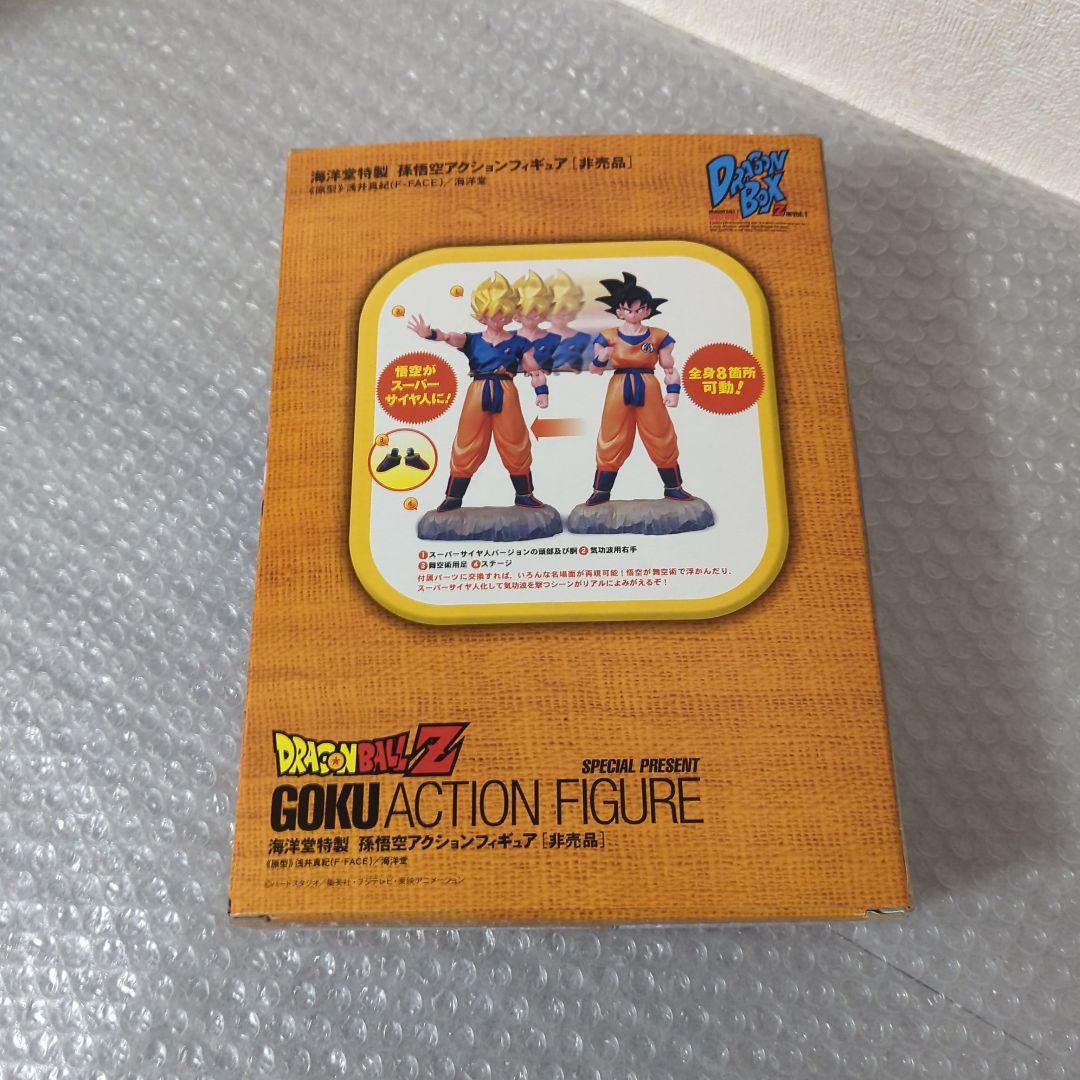 海洋堂特製 孫悟空アクションフィギュア[非売品]
《原型》浅井真紀(F-FACE)／海洋堂
DRAGON
BOX
Z
vol.1
悟空が
スーパー
サイヤ人に!
全身8箇所
可動!
1
2
3
4
❶スーパーサイヤ人バージョンの頭部及び胴 ❷気功波用右手
❸舞空術用足 ❹ステージ
付属パーツに交換すれば、いろんな名場面が再現可能!悟空が舞空術で浮かんだり、
スーパーサイヤ人化して気功波を撃つシーンがリアルによみがえるぞ!
DRAGONBALL Z
SPECIAL PRESENT
GOKU ACTION FIGURE
海洋堂特製 孫悟空アクションフィギュア[非売品]
《原型》浅井真紀(F-FACE)／海洋堂
©バードスタジオ／集英社・フジテレビ・東映アニメーション